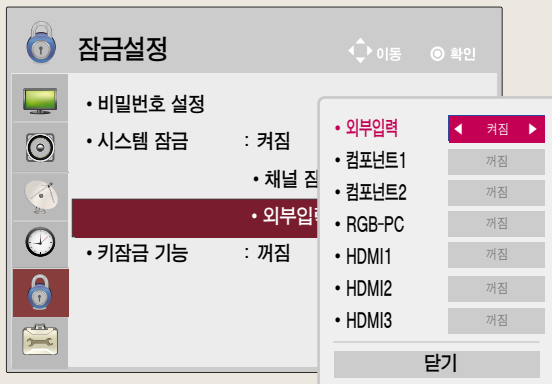 잠금설정
이동
확인
• 비밀번호 설정
• 시스템 잠금 : 켜짐
• 채널
• 외부입
• 키잠금 기능 : 꺼짐
• 외부입력 ◀ 켜짐 ▶
• 컴포넌트1 꺼짐
• 컴포넌트2 꺼짐
• RGB-PC 꺼짐
• HDMI1 꺼짐
• HDMI2 꺼짐
• HDMI3 꺼짐
닫기